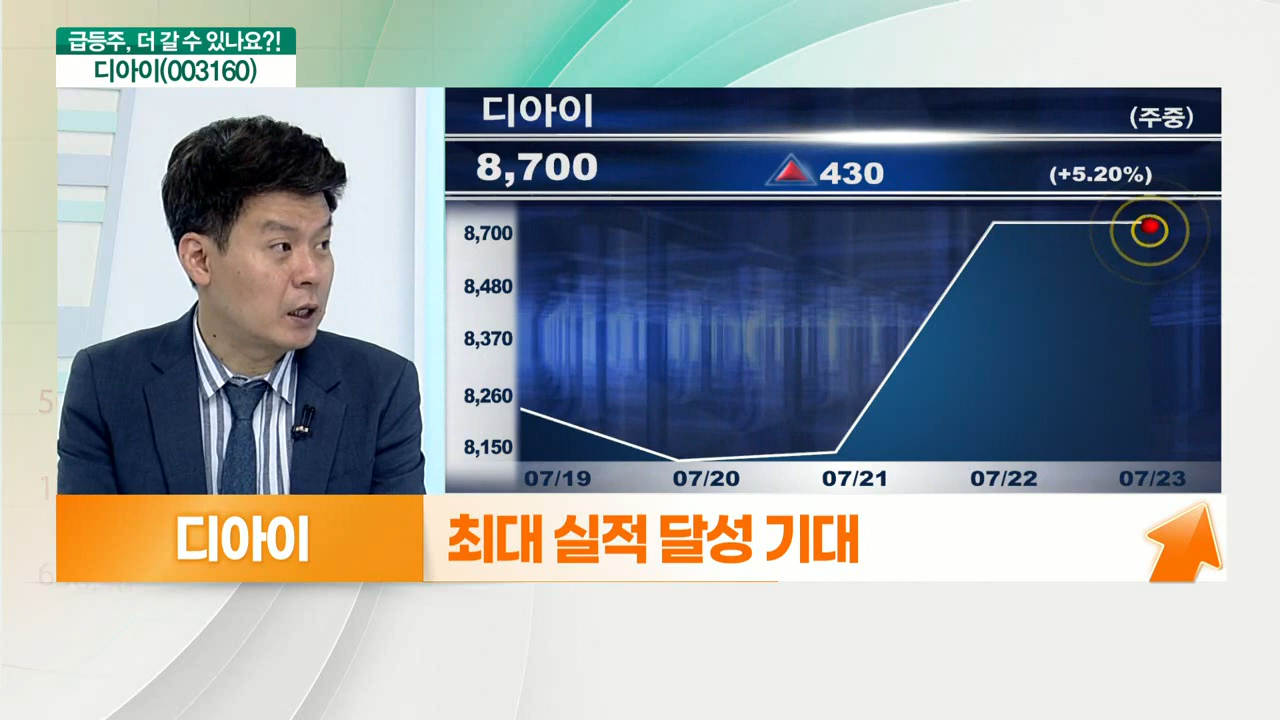 급등주, 더 갈 수 있나요?!
디아이(003160)
디아이
(주중)
8,700
430
(+5.20%)
8,700
8,480
8,370
8,260
8,150
07/19
07/20
07/21
07/22
07/23
디아이
최대 실적 달성 기대